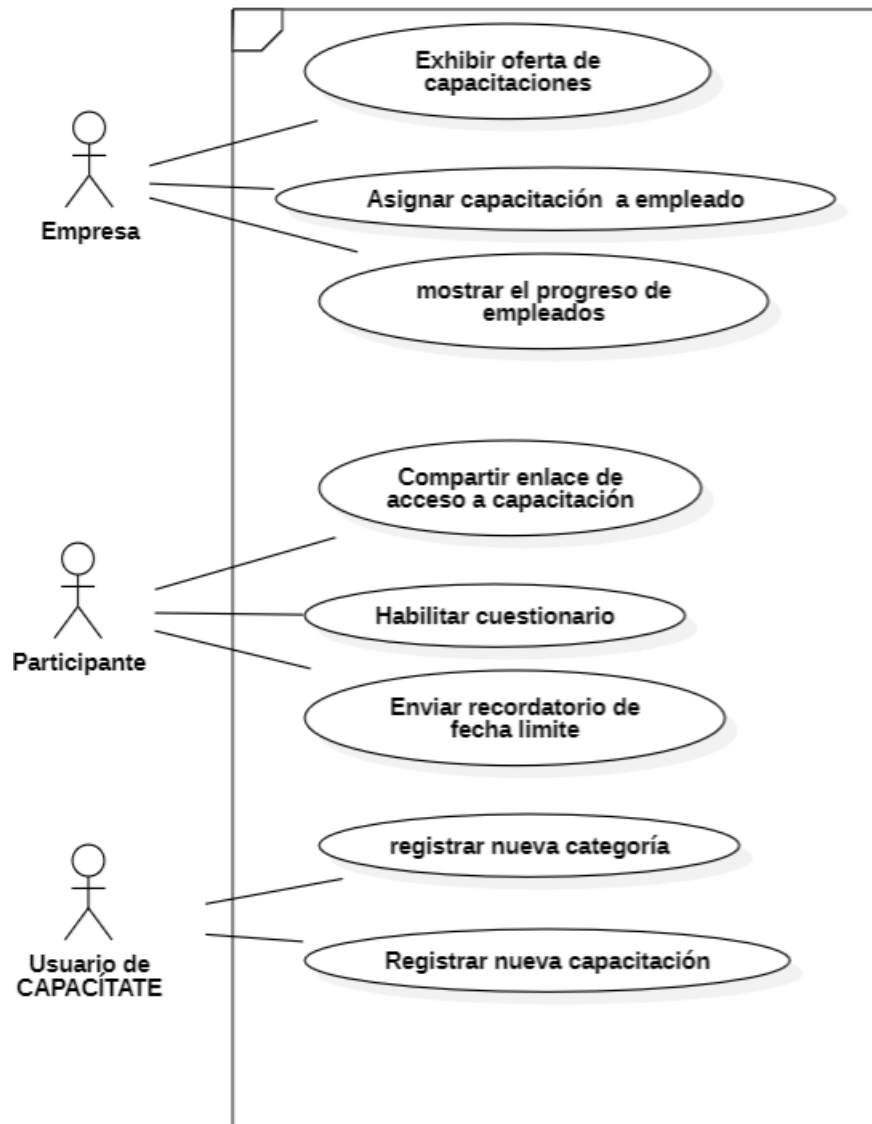 Exhibir oferta de
capacitaciones
Empresa
Asignar capacitación a empleado
mostrar el progreso de
empleados
Compartir enlace de
acceso a capacitación
Participante
Habilitar cuestionario
Enviar recordatorio de
fecha limite
registrar nueva categoría
Usuario de
CAPACÍTATE
Registrar nueva capacitación